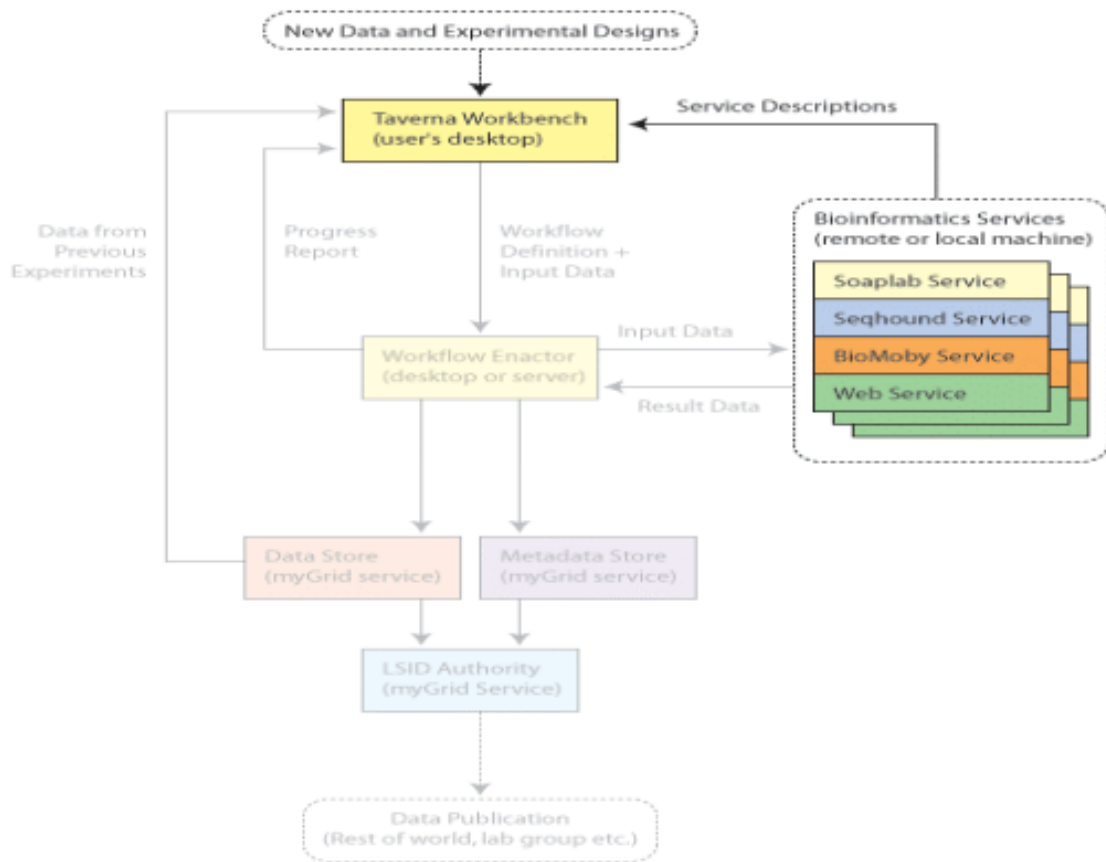 New Data and Experimental Designs
Taverna Workbench
(user's desktop)
Service Descriptions
Data from
Previous
Experiments
Progress
Report
Workflow
Definition +
Input Data
Bioinformatics Services
(remote or local machine)
Soaplab Service
Seqhound Service
BioMoby Service
Web Service
Workflow Enactor
(desktop or server)
Input Data
Result Data
Data Store
(myGrid service)
Metadata Store
(myGrid service)
LSID Authority
(myGrid Service)
Data Publication
(Rest of world, lab group etc.)